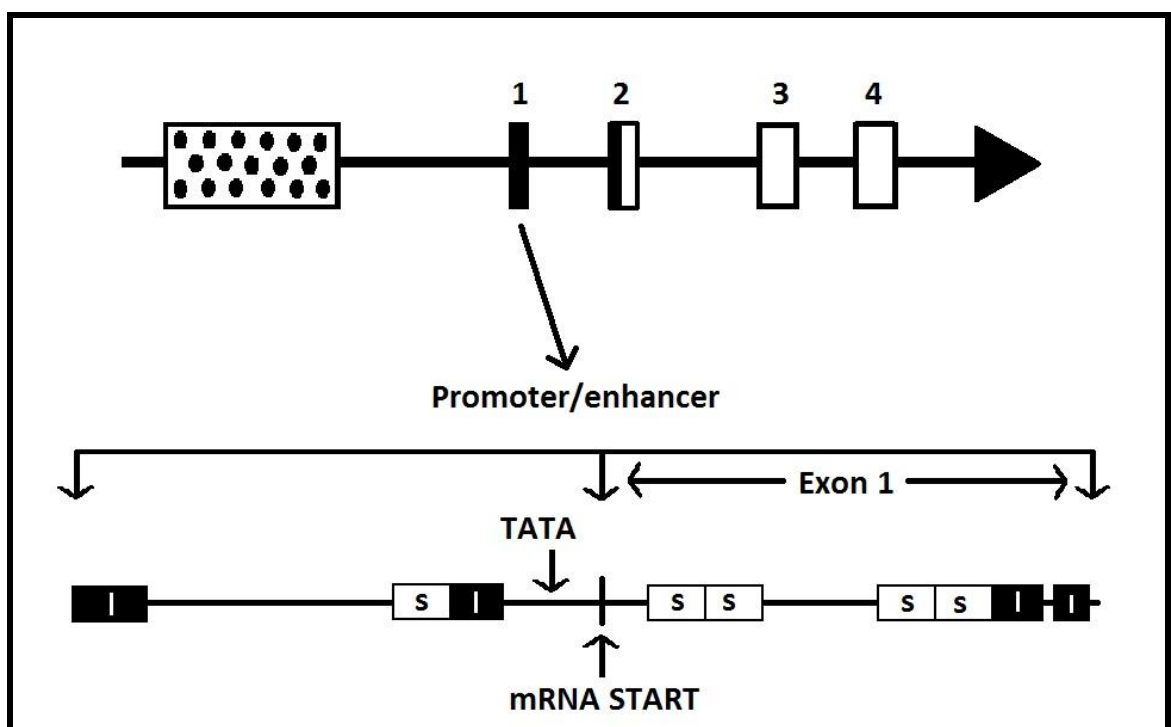 1 2 3 4
Promoter/enhancer
Exon 1
TATA
I s I s s s s I I
mRNA START